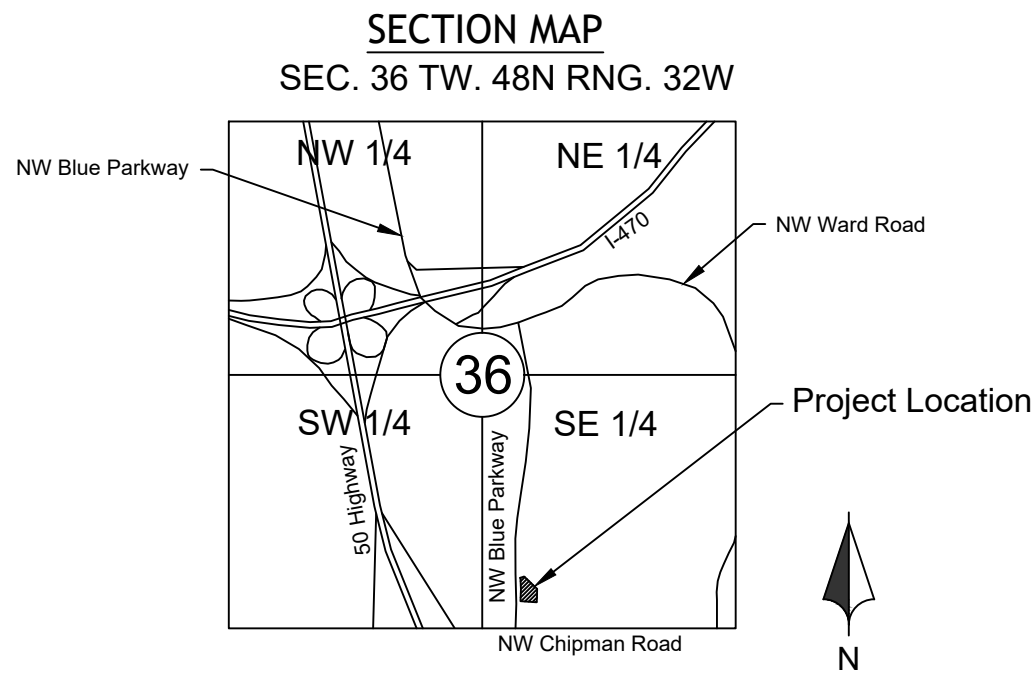 SECTION MAP
SEC. 36 TW. 48N RNG. 32W
NW 1/4
NE 1/4
NW Blue Parkway
I-470
NW Ward Road
36
Project Location
SW 1/4
SE 1/4
50 Highway
NW Blue Parkway
NW Chipman Road
N